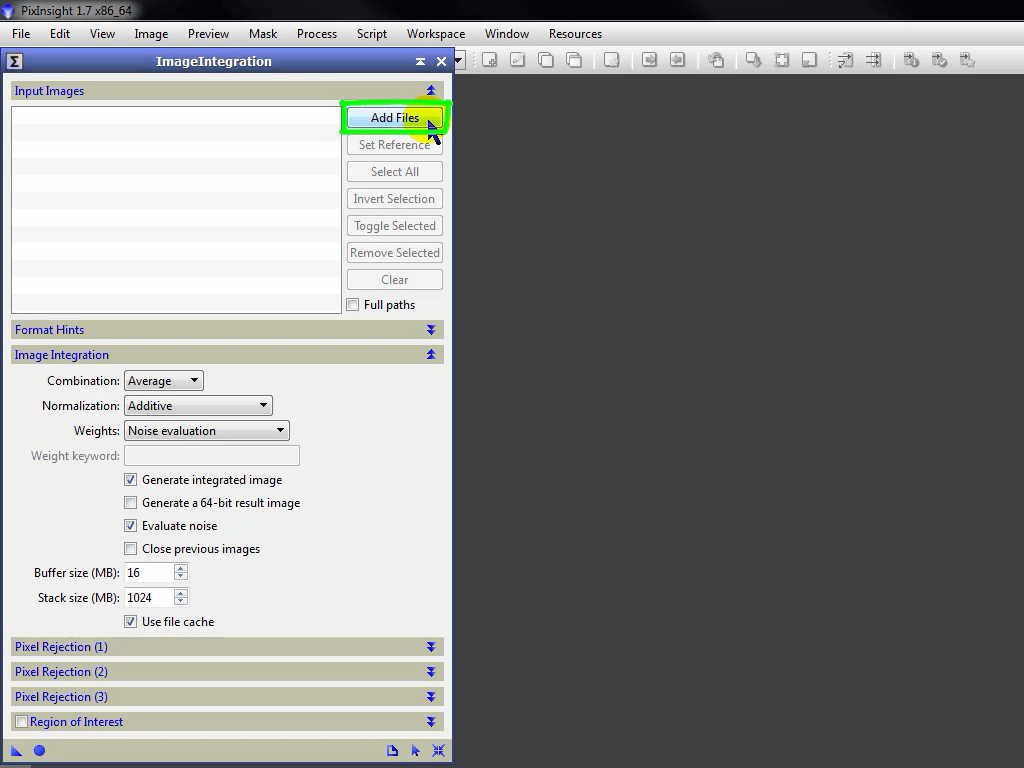 PixInsight 1.7 x86_64
File Edit View Image Preview Mask Process Script Workspace Window Resources
Σ ImageIntegration
Input Images
Add Files
Set Reference
Select All
Invert Selection
Toggle Selected
Remove Selected
Clear
Full paths
Format Hints
Image Integration
Combination: Average
Normalization: Additive
Weights: Noise evaluation
Weight keyword:
Generate integrated image
Generate a 64-bit result image
Evaluate noise
Close previous images
Buffer size (MB): 16
Stack size (MB): 1024
Use file cache
Pixel Rejection (1)
Pixel Rejection (2)
Pixel Rejection (3)
Region of Interest